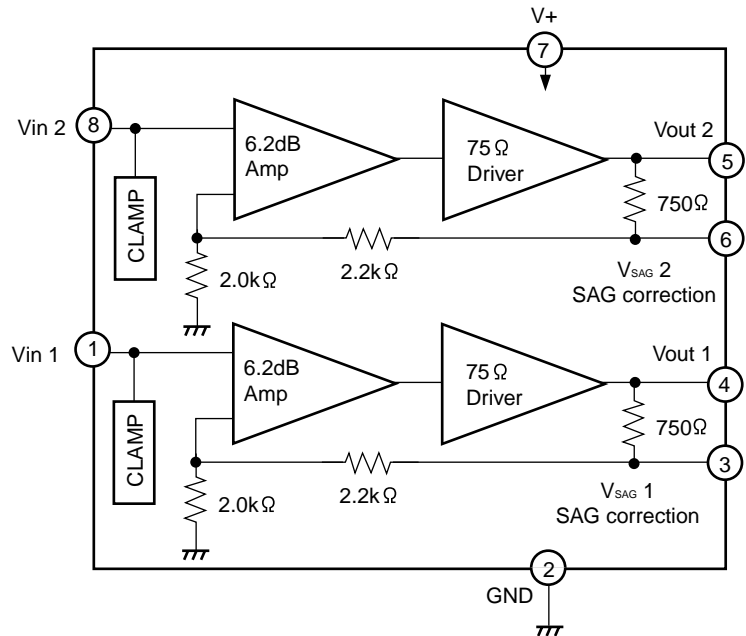 V+
7
Vin 2
8
6.2dB
Amp
75Ω
Driver
Vout 2
5
CLAMP
750Ω
6
2.0kΩ
2.2kΩ
VSAG 2
SAG correction
Vin 1
1
6.2dB
Amp
75Ω
Driver
Vout 1
4
CLAMP
750Ω
3
2.0kΩ
2.2kΩ
VSAG 1
SAG correction
GND
2